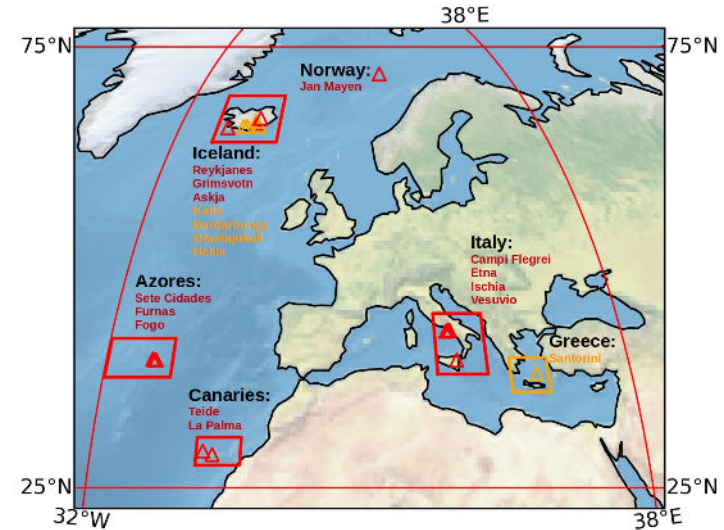 38°E
75°N
75°N
Norway:
Jan Mayen
Iceland:
Reykjanes
Grimsvotn
Askja
Katla
Bardarbunga
Oraefajokull
Hekla
Italy:
Campi Flegrei
Etna
Ischia
Vesuvio
Azores:
Sete Cidades
Furnas
Fogo
Greece:
Santorini
Canaries:
Teide
La Palma
25°N
25°N
32°W
38°E